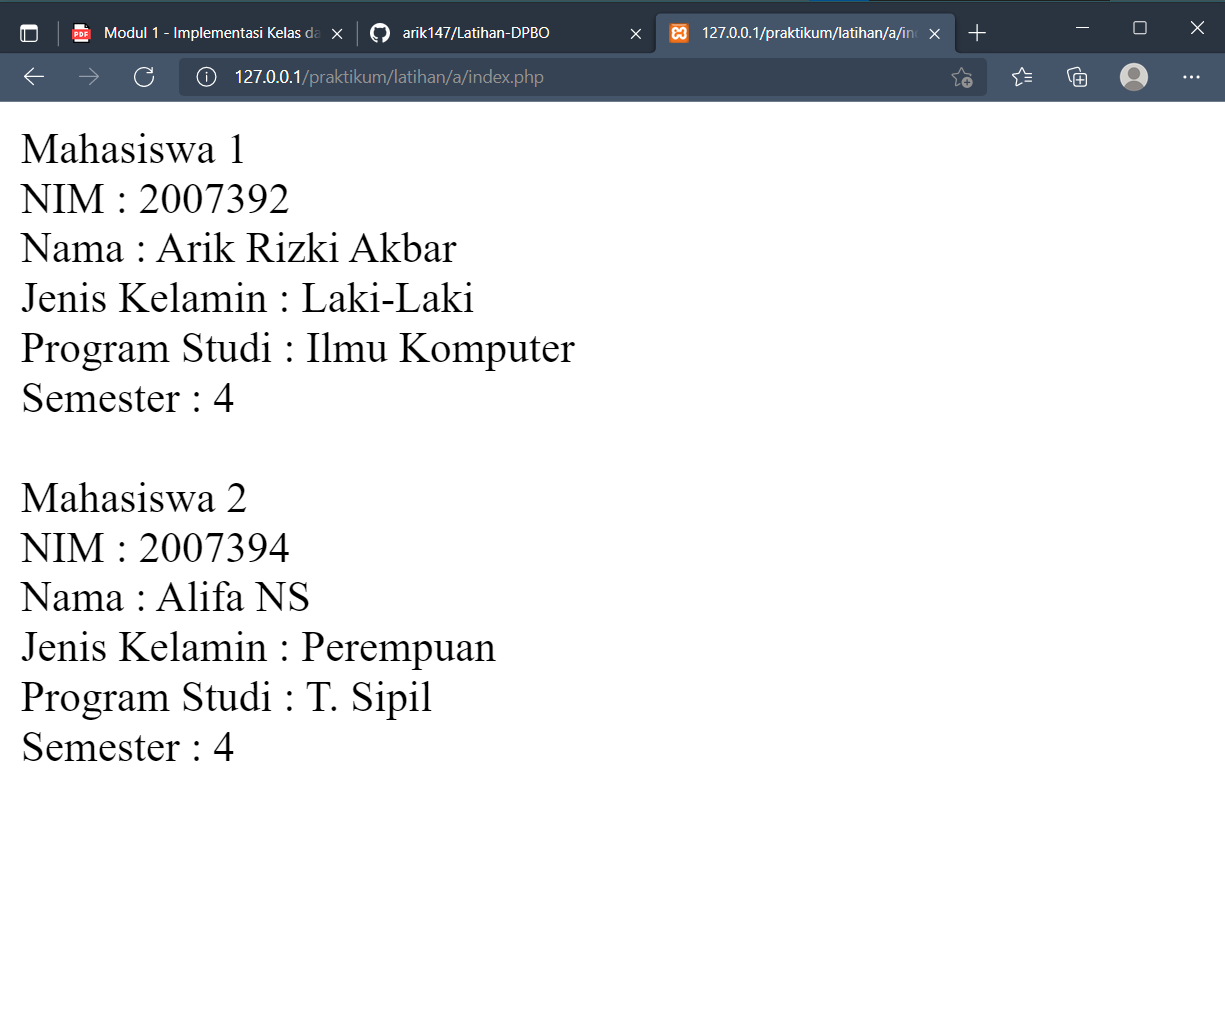 Modul 1 - Implementasi Kelas da
arik147/Latihan-DPBO
127.0.0.1/praktikum/latihan/a/in
127.0.0.1/praktikum/latihan/a/index.php
Mahasiswa 1
NIM : 2007392
Nama : Arik Rizki Akbar
Jenis Kelamin : Laki-Laki
Program Studi : Ilmu Komputer
Semester : 4
Mahasiswa 2
NIM : 2007394
Nama : Alifa NS
Jenis Kelamin : Perempuan
Program Studi : T. Sipil
Semester : 4